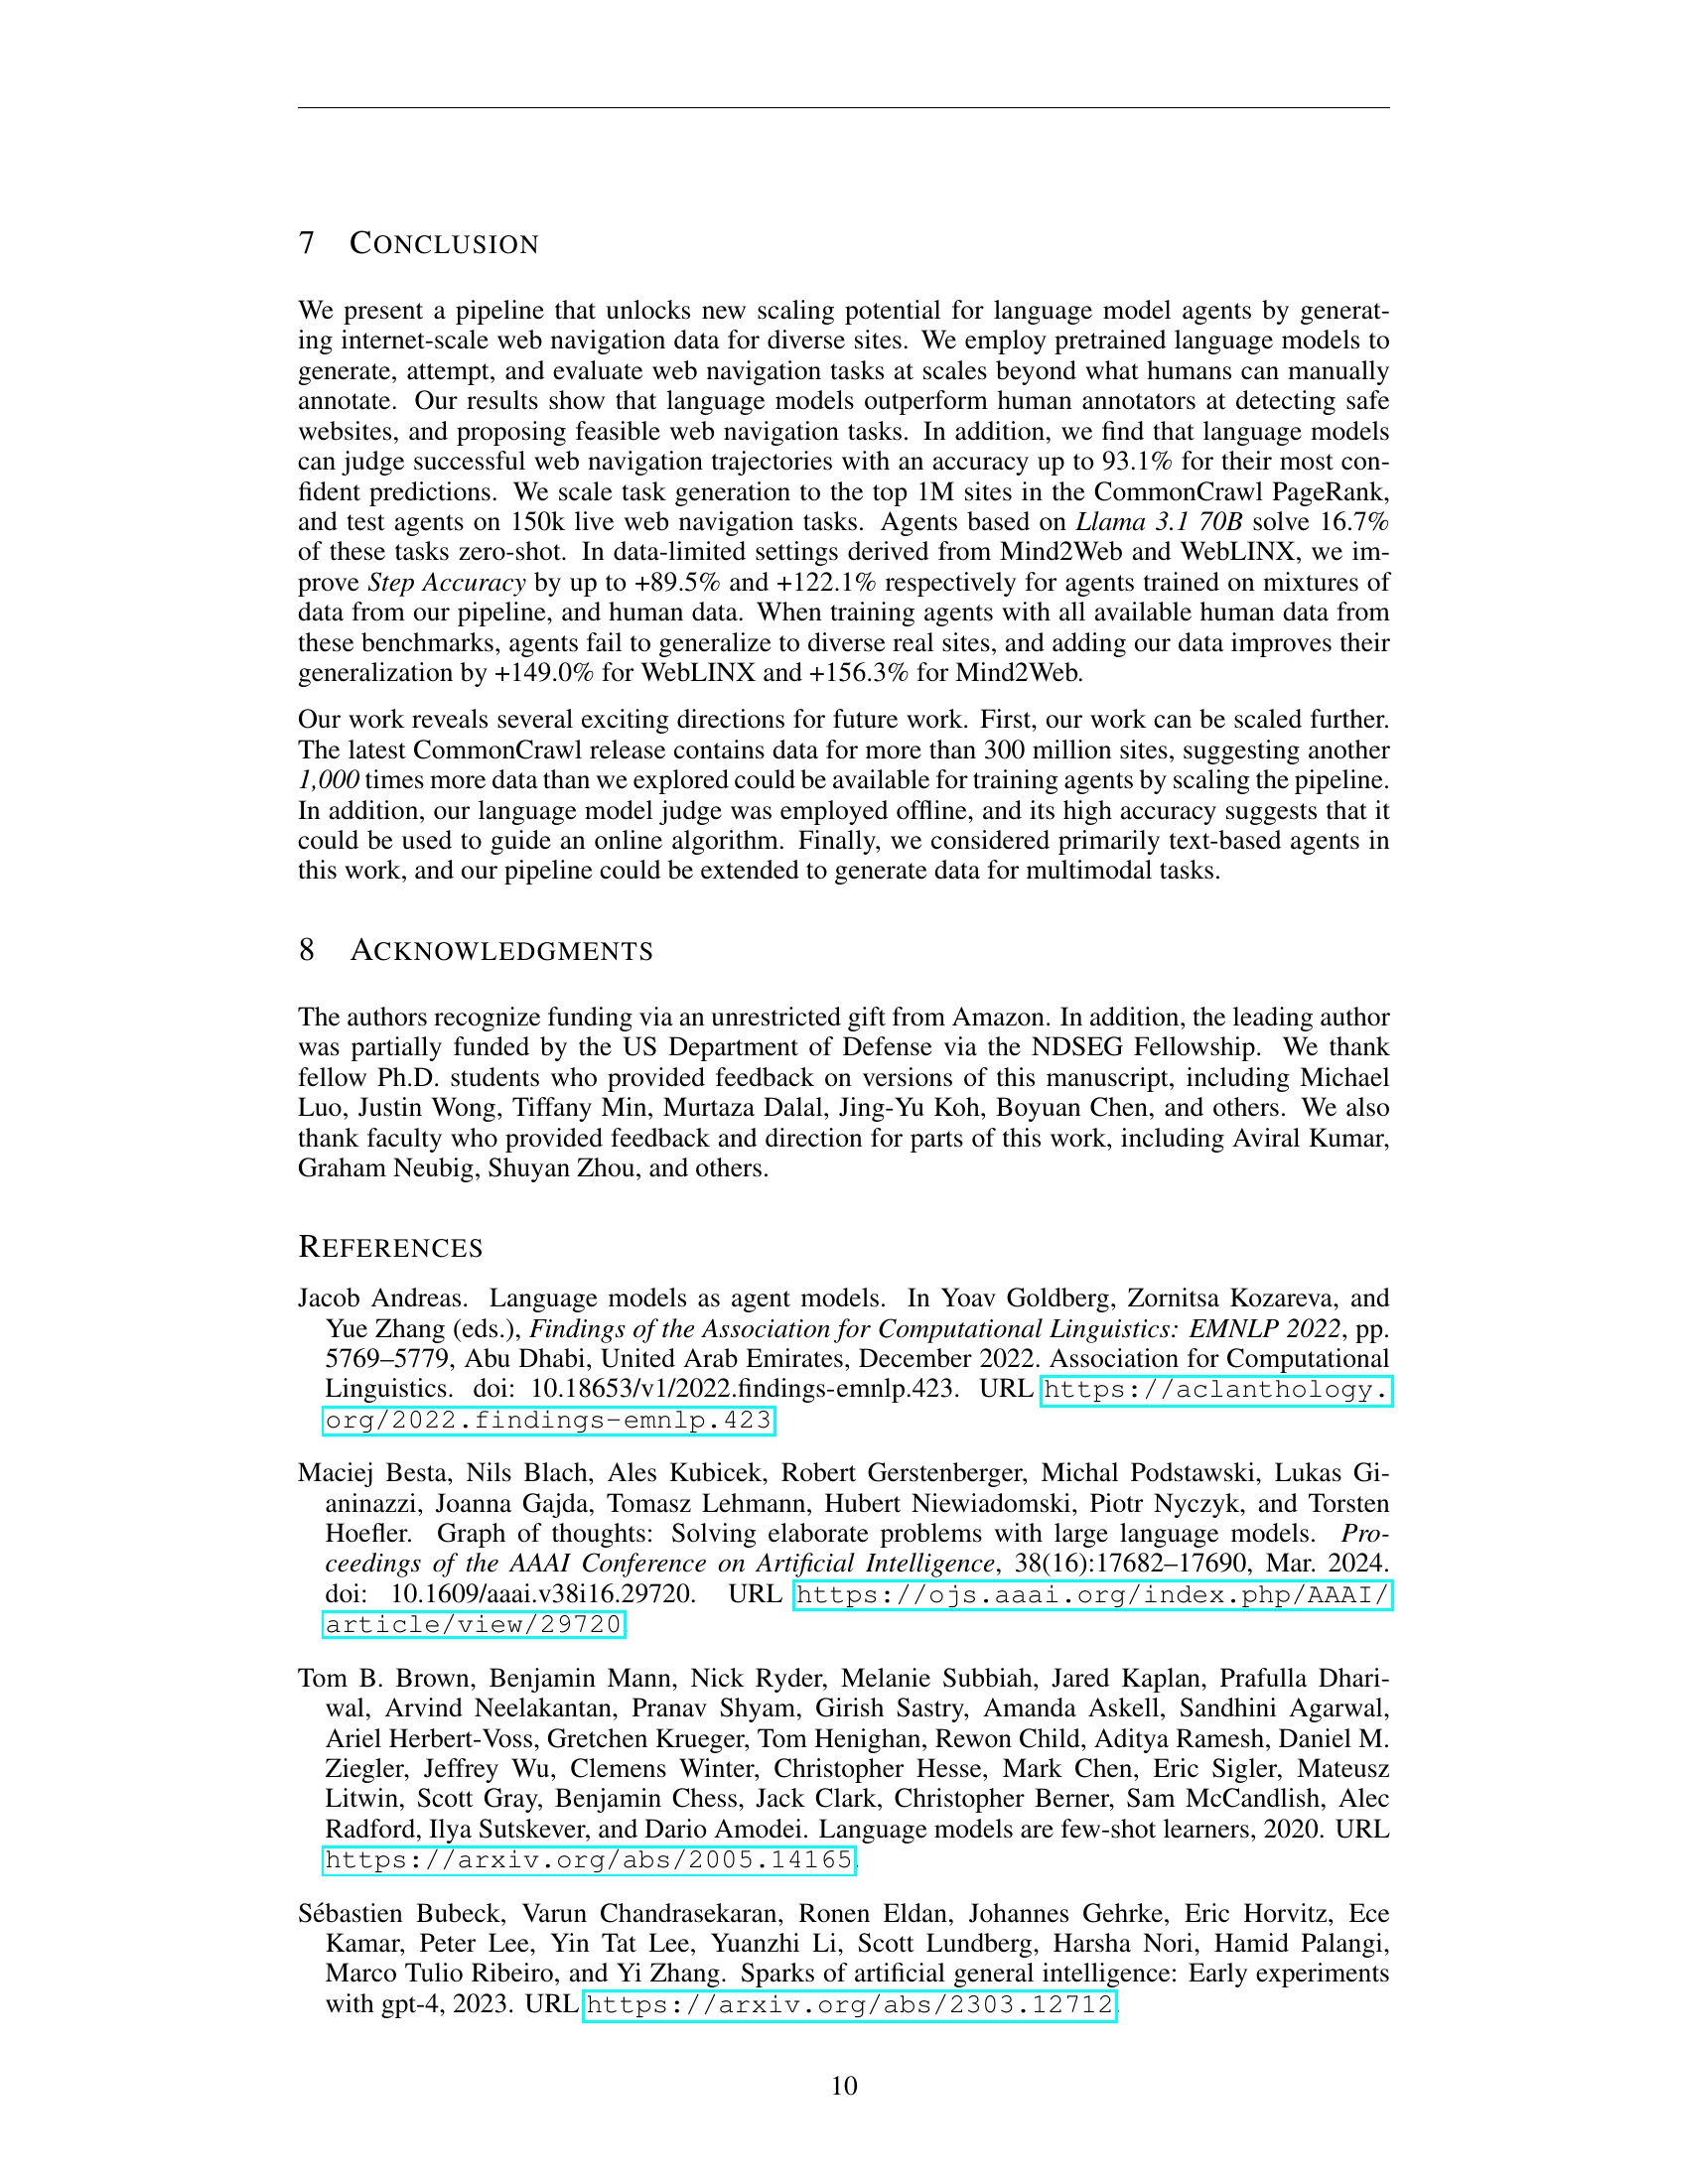 7 CONCLUSION
We present a pipeline that unlocks new scaling potential for language model agents by generat-
ing internet-scale web navigation data for diverse sites. We employ pretrained language models to
generate, attempt, and evaluate web navigation tasks at scales beyond what humans can manually
annotate. Our results show that language models outperform human annotators at detecting safe
websites, and proposing feasible web navigation tasks. In addition, we find that language models
can judge successful web navigation trajectories with an accuracy up to 93.1% for their most con-
fident predictions. We scale task generation to the top 1M sites in the CommonCrawl PageRank,
and test agents on 150k live web navigation tasks. Agents based on Llama 3.1 70B solve 16.7%
of these tasks zero-shot. In data-limited settings derived from Mind2Web and WebLINX, we im-
prove Step Accuracy by up to +89.5% and +122.1% respectively for agents trained on mixtures of
data from our pipeline, and human data. When training agents with all available human data from
these benchmarks, agents fail to generalize to diverse real sites, and adding our data improves their
generalization by +149.0% for WebLINX and +156.3% for Mind2Web.
Our work reveals several exciting directions for future work. First, our work can be scaled further.
The latest CommonCrawl release contains data for more than 300 million sites, suggesting another
1,000 times more data than we explored could be available for training agents by scaling the pipeline.
In addition, our language model judge was employed offline, and its high accuracy suggests that it
could be used to guide an online algorithm. Finally, we considered primarily text-based agents in
this work, and our pipeline could be extended to generate data for multimodal tasks.
8 ACKNOWLEDGMENTS
The authors recognize funding via an unrestricted gift from Amazon. In addition, the leading author
was partially funded by the US Department of Defense via the NDSEG Fellowship. We thank
fellow Ph.D. students who provided feedback on versions of this manuscript, including Michael
Luo, Justin Wong, Tiffany Min, Murtaza Dalal, Jing-Yu Koh, Boyuan Chen, and others. We also
thank faculty who provided feedback and direction for parts of this work, including Aviral Kumar,
Graham Neubig, Shuyan Zhou, and others.
REFERENCES
Jacob Andreas. Language models as agent models. In Yoav Goldberg, Zornitsa Kozareva, and
Yue Zhang (eds.), Findings of the Association for Computational Linguistics: EMNLP 2022, pp.
5769–5779, Abu Dhabi, United Arab Emirates, December 2022. Association for Computational
Linguistics. doi: 10.18653/v1/2022.findings-emnlp.423. URL https://aclanthology.
org/2022.findings-emnlp.423.
Maciej Besta, Nils Blach, Ales Kubicek, Robert Gerstenberger, Michal Podstawski, Lukas Gi-
aninazzi, Joanna Gajda, Tomasz Lehmann, Hubert Niewiadomski, Piotr Nyczyk, and Torsten
Hoefler. Graph of thoughts: Solving elaborate problems with large language models. Pro-
ceedings of the AAAI Conference on Artificial Intelligence, 38(16):17682–17690, Mar. 2024.
doi: 10.1609/aaai.v38i16.29720. URL https://ojs.aaai.org/index.php/AAAI/
article/view/29720.
Tom B. Brown, Benjamin Mann, Nick Ryder, Melanie Subbiah, Jared Kaplan, Prafulla Dhari-
wal, Arvind Neelakantan, Pranav Shyam, Girish Sastry, Amanda Askell, Sandhini Agarwal,
Ariel Herbert-Voss, Gretchen Krueger, Tom Henighan, Rewon Child, Aditya Ramesh, Daniel M.
Ziegler, Jeffrey Wu, Clemens Winter, Christopher Hesse, Mark Chen, Eric Sigler, Mateusz
Litwin, Scott Gray, Benjamin Chess, Jack Clark, Christopher Berner, Sam McCandlish, Alec
Radford, Ilya Sutskever, and Dario Amodei. Language models are few-shot learners, 2020. URL
https://arxiv.org/abs/2005.14165.
Sébastien Bubeck, Varun Chandrasekaran, Ronen Eldan, Johannes Gehrke, Eric Horvitz, Ece
Kamar, Peter Lee, Yin Tat Lee, Yuanzhi Li, Scott Lundberg, Harsha Nori, Hamid Palangi,
Marco Tulio Ribeiro, and Yi Zhang. Sparks of artificial general intelligence: Early experiments
with gpt-4, 2023. URL https://arxiv.org/abs/2303.12712.
10